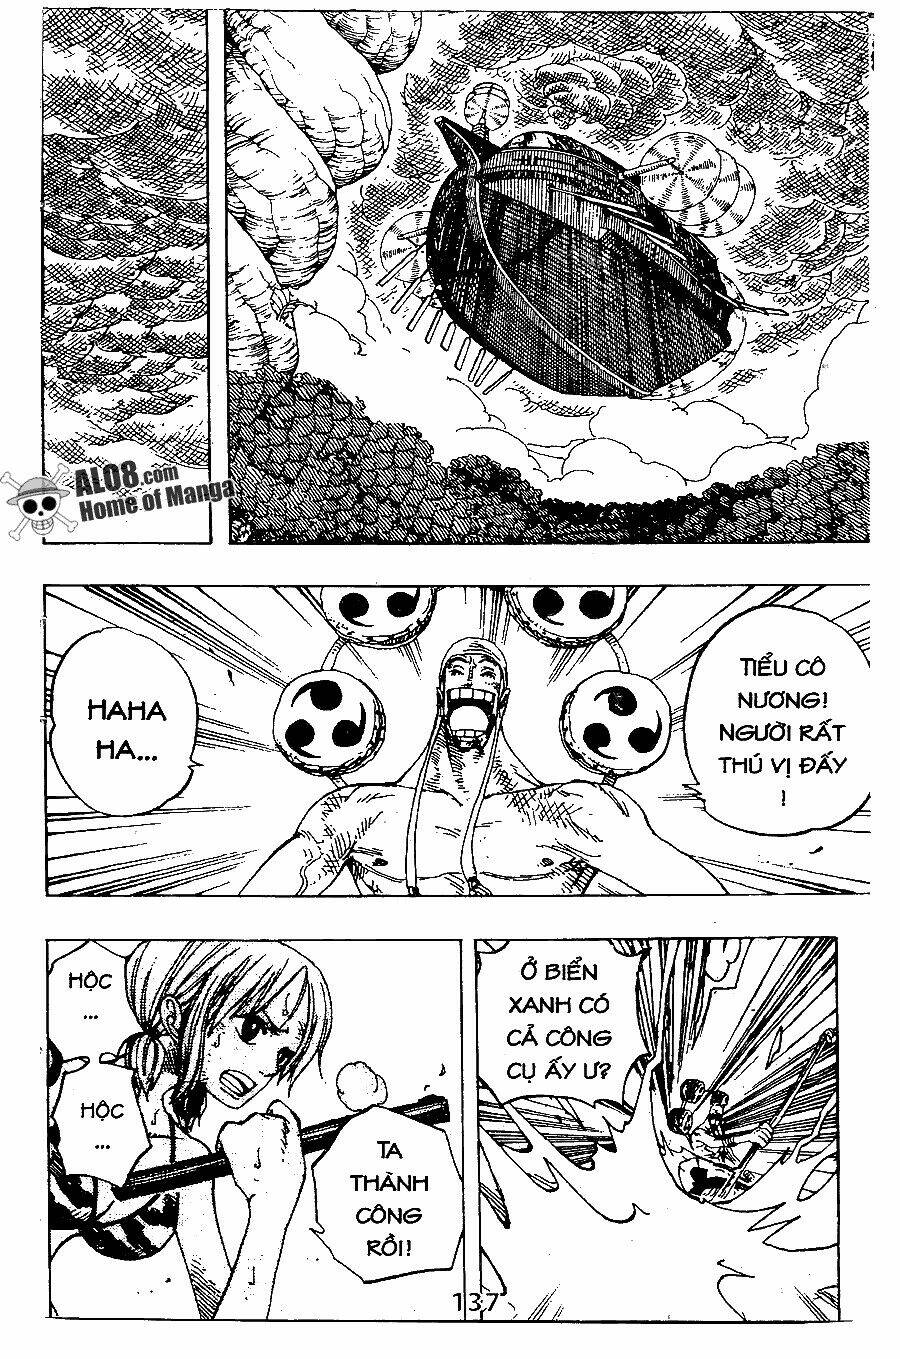 ALO8.com
Home of Manga
TIỂU CÔ
NƯƠNG!
NGƯỜI RẤT
THÚ VỊ ĐẤY
!
HAHA
HA...
HỘC
...
HỘC
...
TA
THÀNH
CÔNG
RỒI!
Ở BIỂN
XANH CÓ
CẢ CÔNG
CỤ ẤY Ư?
137